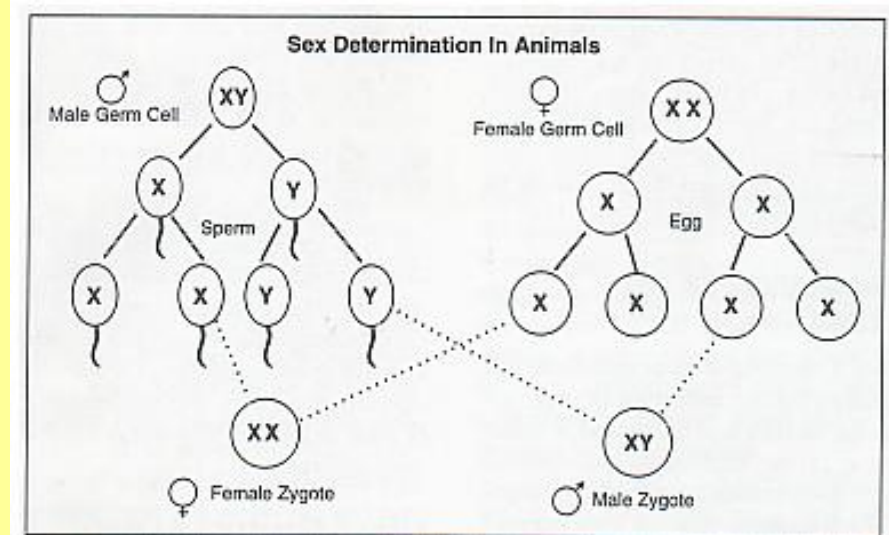 Sex Determination In Animals
♂
Male Germ Cell
XY
♀
Female Germ Cell
X X
X
Y
Sperm
X
Egg
X
X
X
Y
Y
X
X
X
X
XX
♀ Female Zygote
XY
♂ Male Zygote